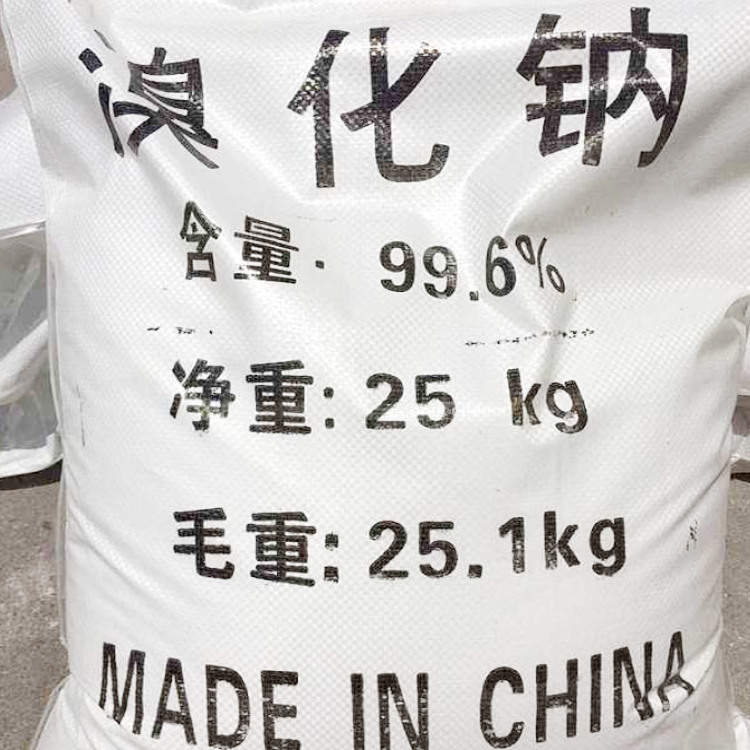 溴化钠
含量: 99.6%
净重: 25 kg
毛重: 25.1kg
MADE IN CHINA